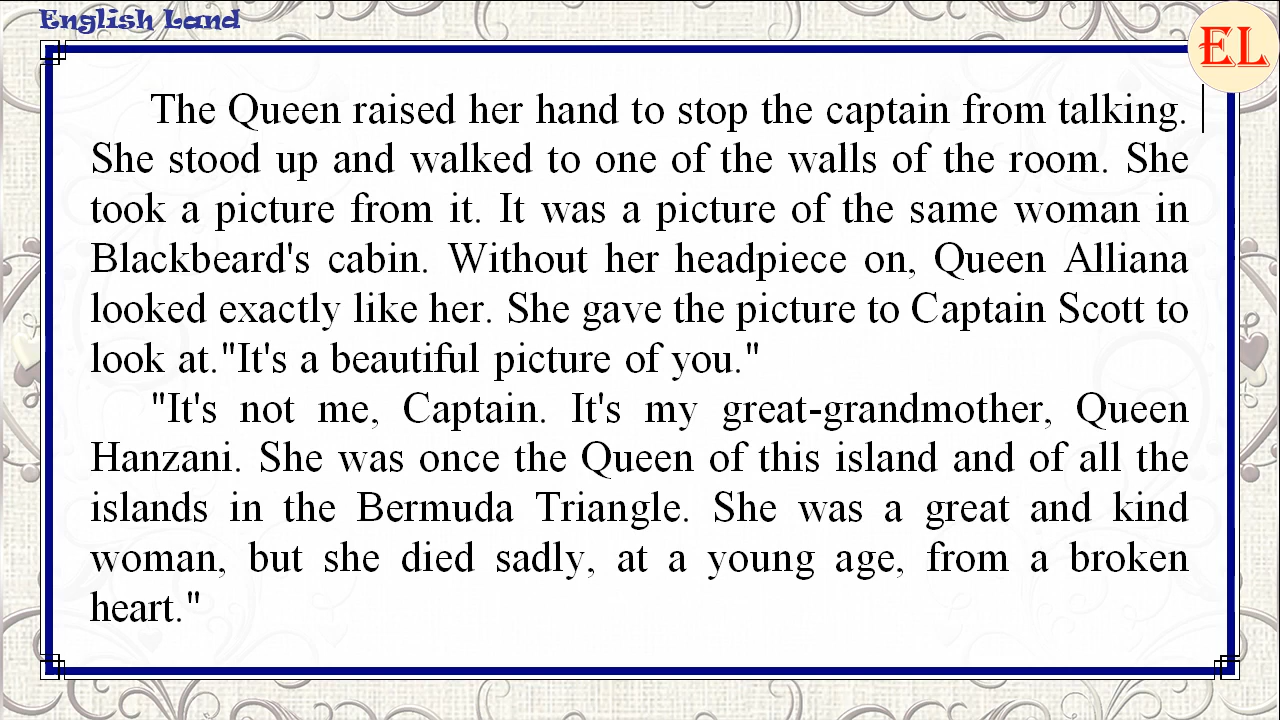 English Land
EL
The Queen raised her hand to stop the captain from talking.
She stood up and walked to one of the walls of the room. She
took a picture from it. It was a picture of the same woman in
Blackbeard's cabin. Without her headpiece on, Queen Alliana
looked exactly like her. She gave the picture to Captain Scott to
look at."It's a beautiful picture of you."
"It's not me, Captain. It's my great-grandmother, Queen
Hanzani. She was once the Queen of this island and of all the
islands in the Bermuda Triangle. She was a great and kind
woman, but she died sadly, at a young age, from a broken
heart."